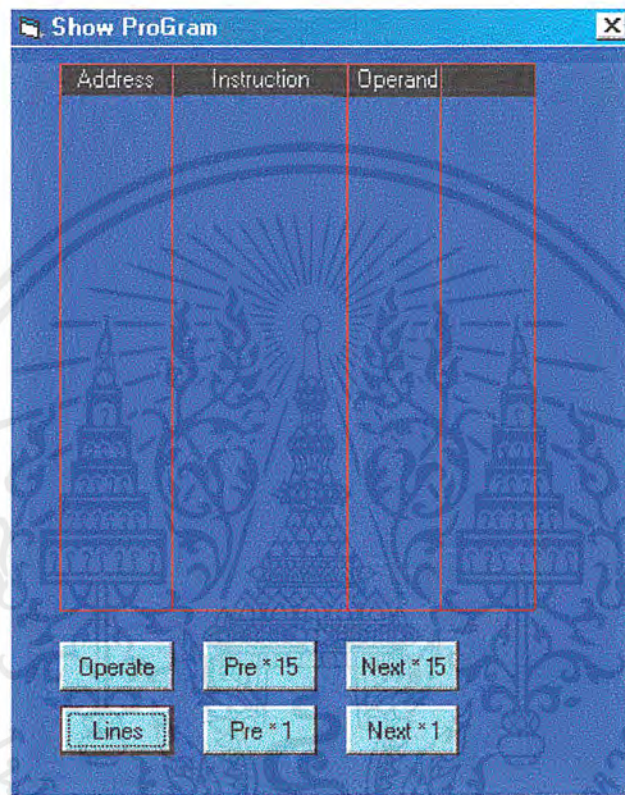 Show ProGram
Address Instruction Operand
Operate Pre * 15 Next * 15
Lines Pre * 1 Next * 1